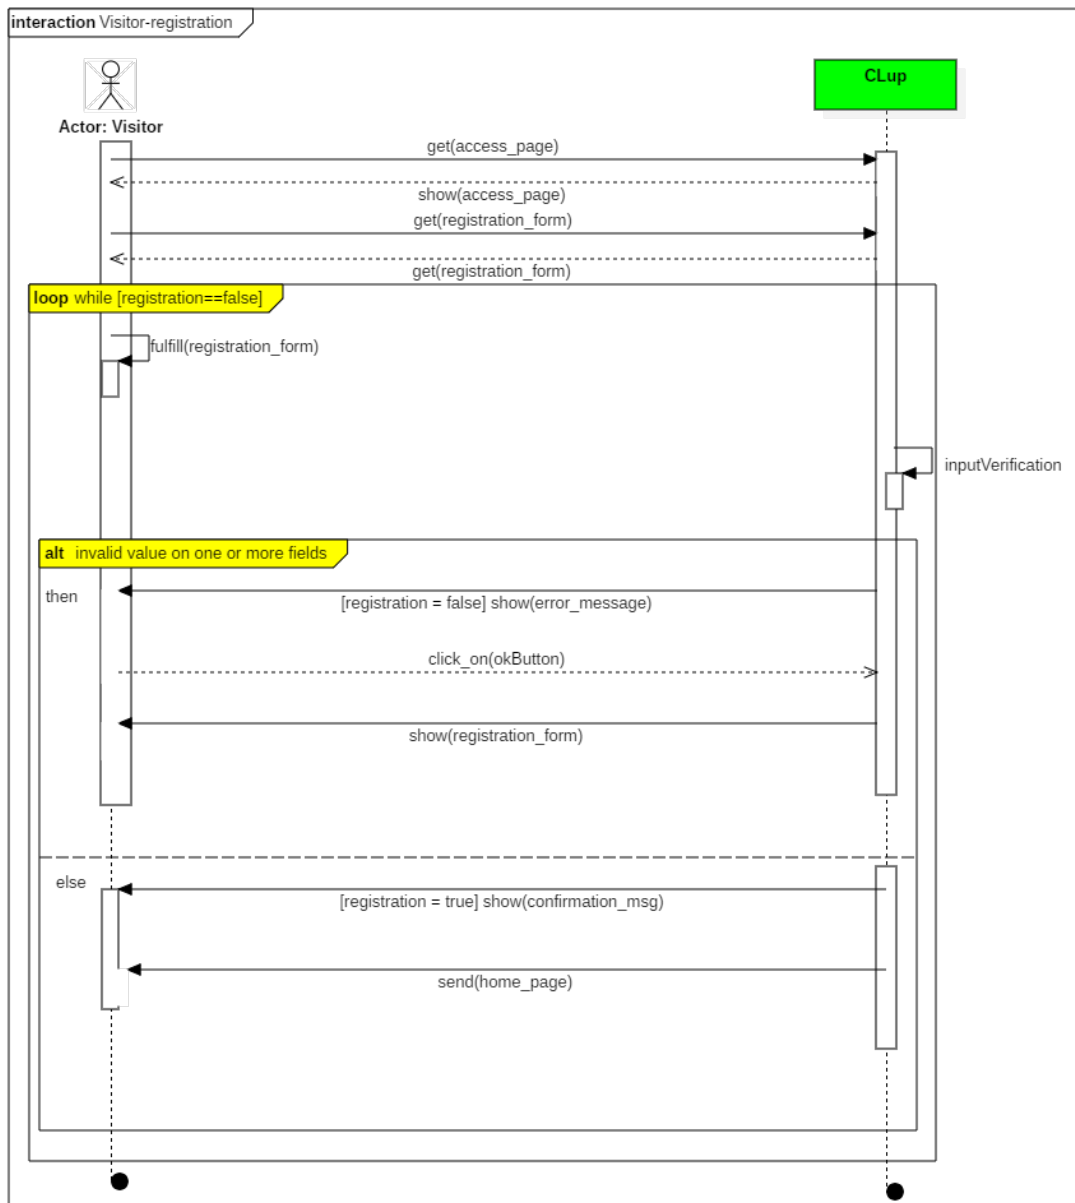 interaction Visitor-registration
CLup
Actor: Visitor
get(access_page)
show(access_page)
get(registration_form)
get(registration_form)
loop while [registration==false]
fulfill(registration_form)
inputVerification
alt invalid value on one or more fields
then
[registration = false] show(error_message)
click_on(okButton)
show(registration_form)
else
[registration = true] show(confirmation_msg)
send(home_page)